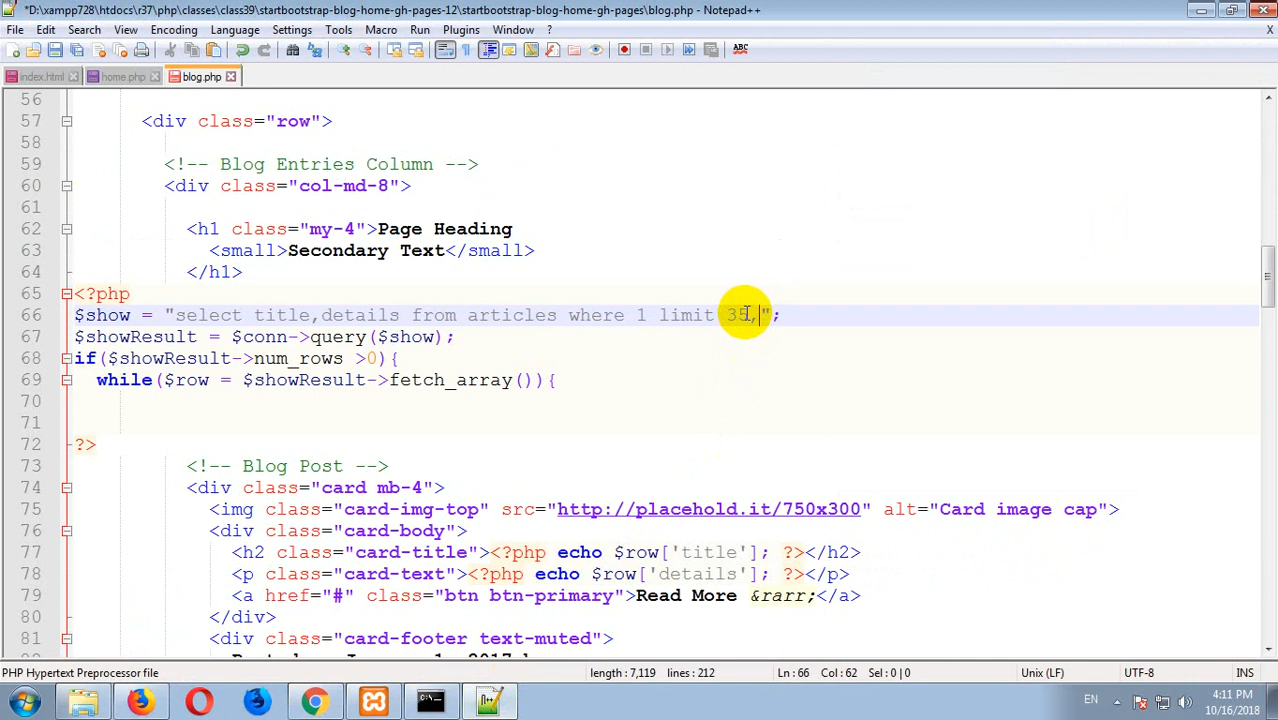 *D:\xampp728\htdocs\r37\php\classes\class39\startbootstrap-blog-home-gh-pages-12\startbootstrap-blog-home-gh-pages\blog.php - Notepad++
File Edit Search View Encoding Language Settings Tools Macro Run Plugins Window ?
X
ABC
index.html home.php blog.php
56
57 <div class="row">
58
59 <!-- Blog Entries Column -->
60 <div class="col-md-8">
61
62 <h1 class="my-4">Page Heading
63 <small>Secondary Text</small>
64 </h1>
65 <?php
66 $show = "select title,details from articles where 1 limit 35,";
67 $showResult = $conn->query($show);
68 if($showResult->num_rows >0){
69 while($row = $showResult->fetch_array()){
70
71
72 ?>
73 <!-- Blog Post -->
74 <div class="card mb-4">
75 <img class="card-img-top" src="http://placehold.it/750x300" alt="Card image cap">
76 <div class="card-body">
77 <h2 class="card-title"><?php echo $row['title']; ?></h2>
78 <p class="card-text"><?php echo $row['details']; ?></p>
79 <a href="#" class="btn btn-primary">Read More &rarr;</a>
80 </div>
81 <div class="card-footer text-muted">
PHP Hypertext Preprocessor file length : 7,119 lines : 212 Ln : 66 Col : 62 Sel : 0 | 0 Unix (LF) UTF-8 INS
EN 4:11 PM
10/16/2018